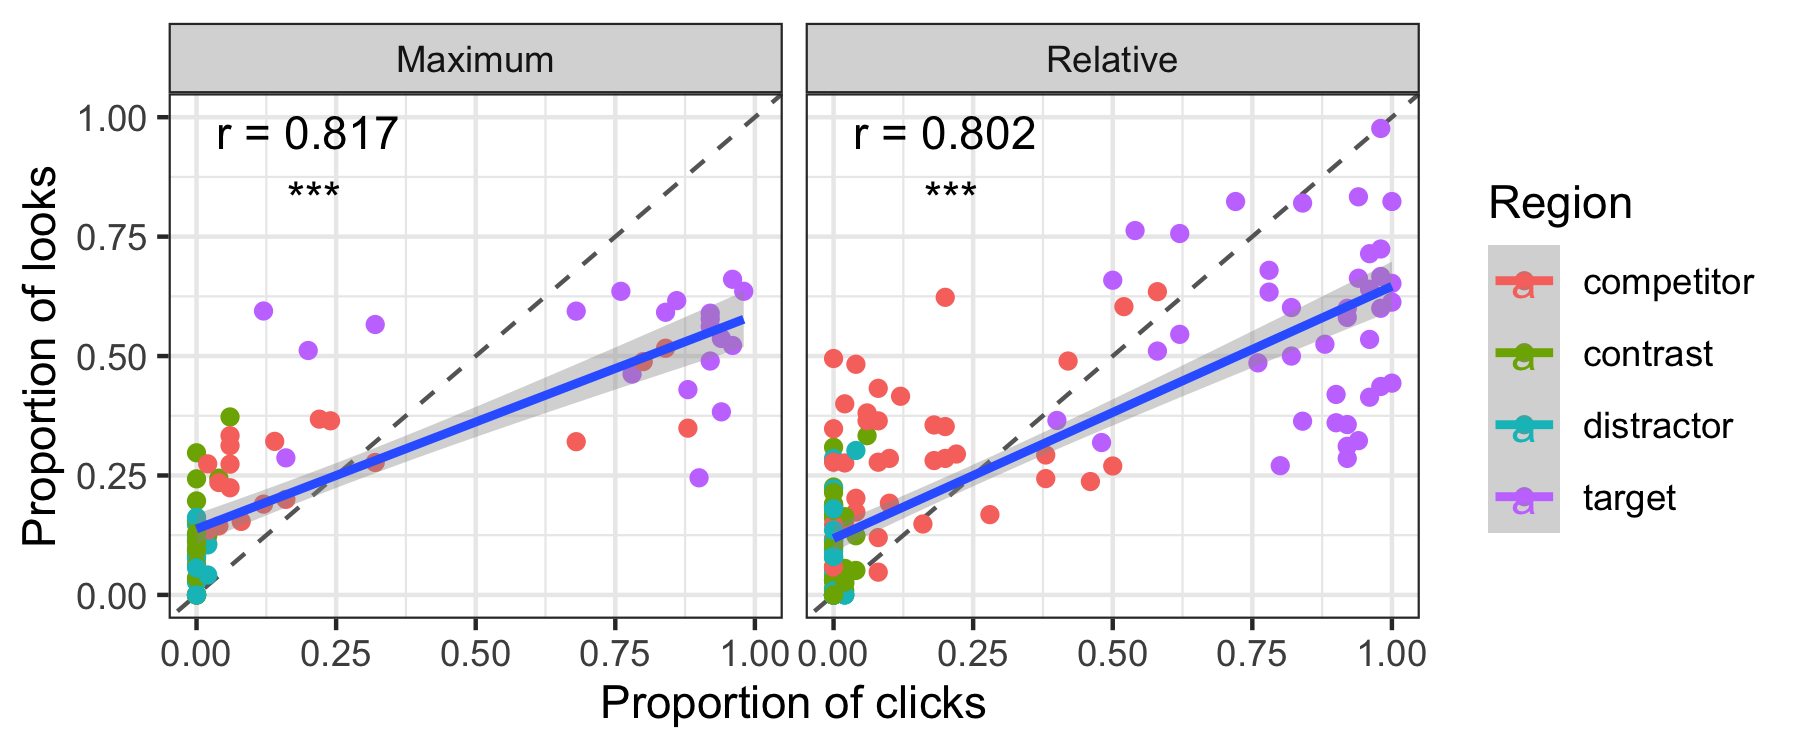 Maximum
Relative
r = 0.817
***
r = 0.802
***
Proportion of looks
1.00
0.75
0.50
0.25
0.00
0.00 0.25 0.50 0.75 1.00
0.00 0.25 0.50 0.75 1.00
Proportion of clicks
Region
a competitor
a contrast
a distractor
a target